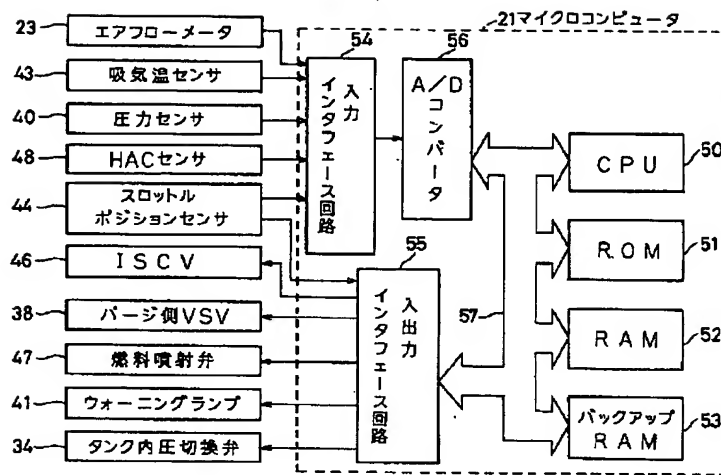 21マイクロコンピュータ
23
エアフローメータ
43
吸気温センサ
40
圧力センサ
48
HACセンサ
44
スロットル
ポジションセンサ
46
ISCV
38
パージ側VSV
47
燃料噴射弁
41
ウォーニングランプ
34
タンク内圧切換弁
54
入力
インタフェース回路
56
A/D
コンバータ
55
入出力
インタフェース回路
57
CPU
50
ROM
51
RAM
52
バックアップ
RAM
53